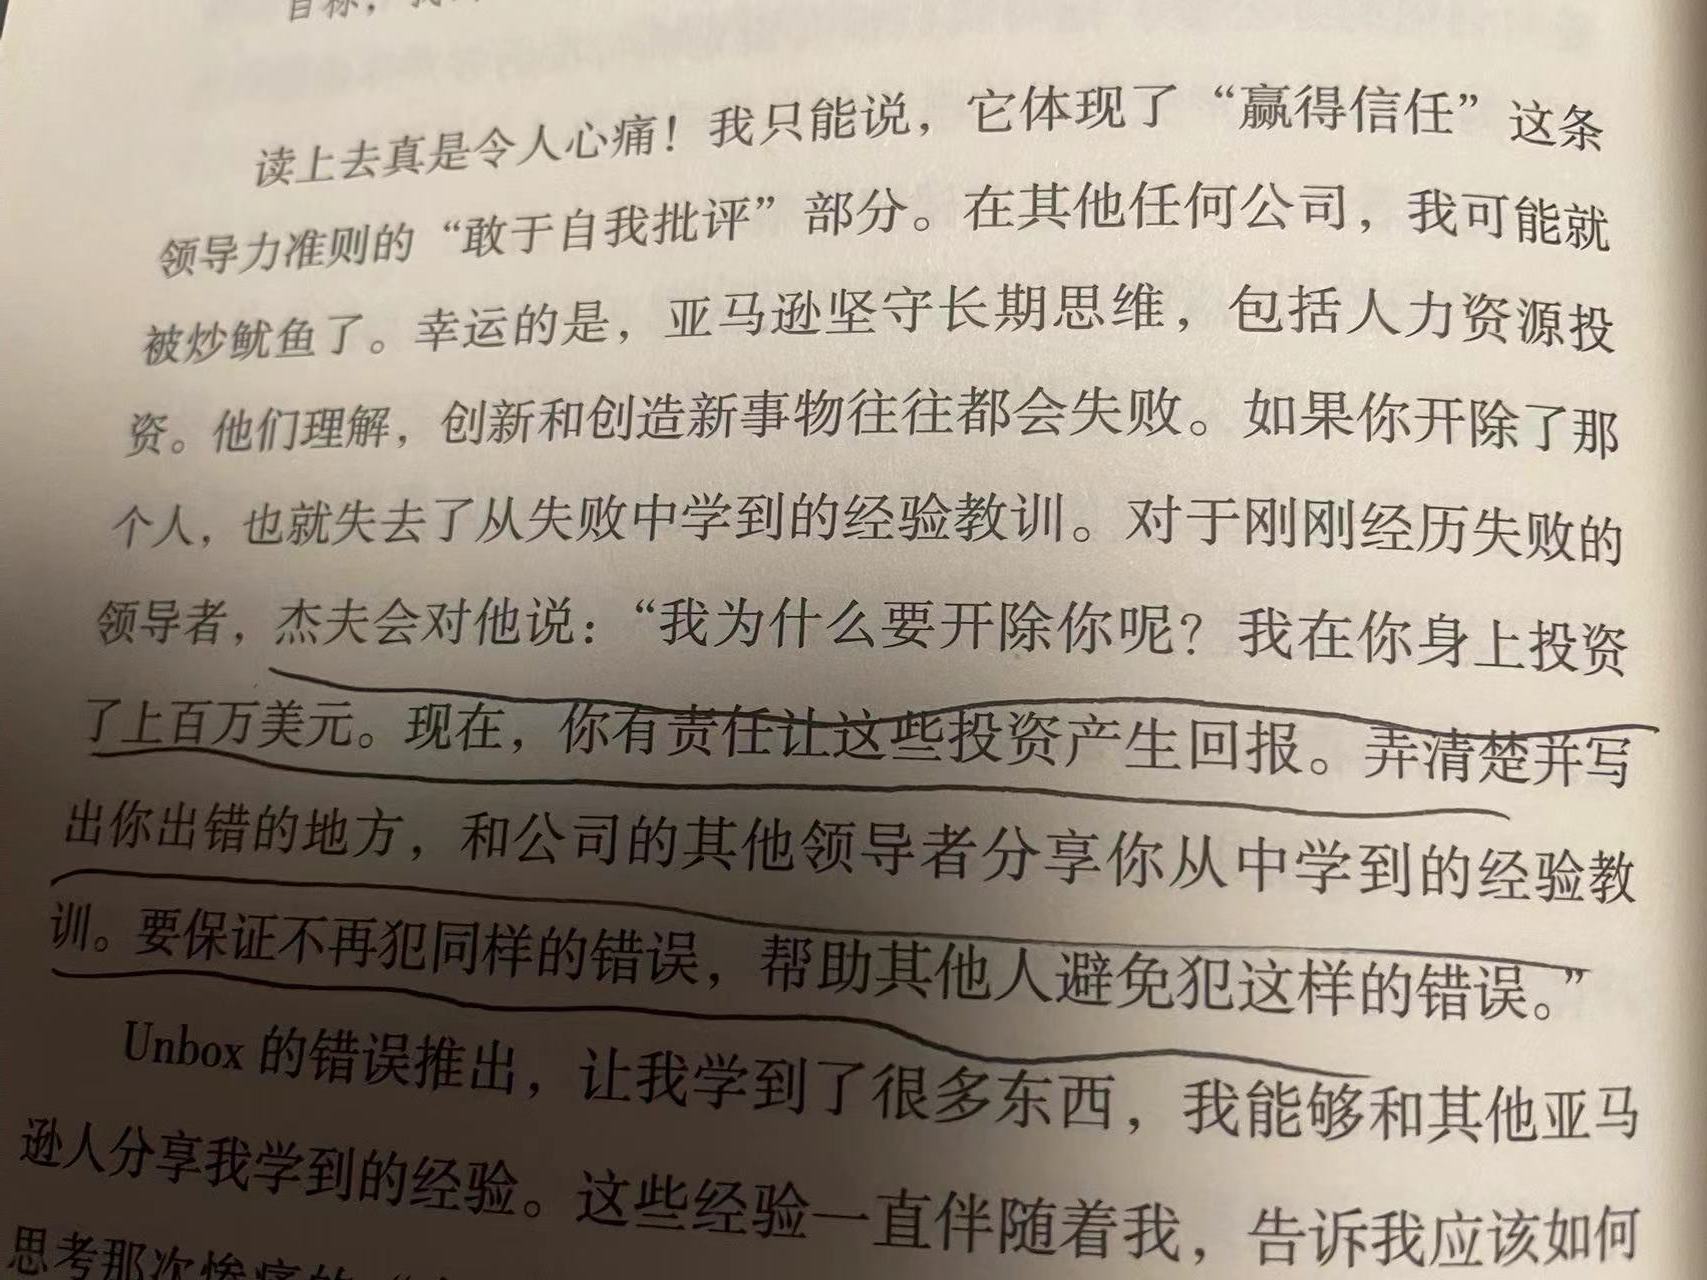 目标，我
读上去真是令人心痛！我只能说，它体现了“赢得信任”这条
领导力准则的“敢于自我批评”部分。在其他任何公司，我可能就
被炒鱿鱼了。幸运的是，亚马逊坚守长期思维，包括人力资源投
资。他们理解，创新和创造新事物往往都会失败。如果你开除了那
个人，也就失去了从失败中学到的经验教训。对于刚刚经历失败的
领导者，杰夫会对他说：“我为什么要开除你呢？我在你身上投资
了上百万美元。现在，你有责任让这些投资产生回报。弄清楚并写
出你出错的地方，和公司的其他领导者分享你从中学到的经验教
训。要保证不再犯同样的错误，帮助其他人避免犯这样的错误。”
Unbox 的错误推出，让我学到了很多东西，我能够和其他亚马
逊人分享我学到的经验。这些经验一直伴随着我，告诉我应该如何
思考那次惨痛的“